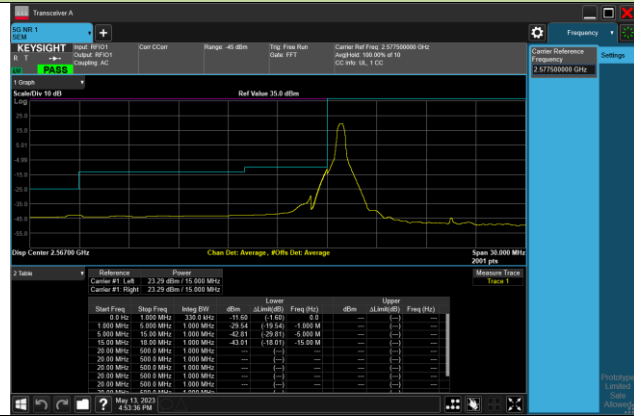 Transceiver A
5G NR 1
SEM
Frequency
KEYSIGHT
R T
PASS
Input: RFIO1
Output: RFIO1
Coupling: AC
Corr CCorr
Range: -45 dBm
Trig: Free Run
Gate: FFT
Carrier Ref Freq: 2.577500000 GHz
Avg|Hold: 100.00% of 10
CC Info: UL, 1 CC
Carrier Reference
Frequency
2.577500000 GHz
Settings
1 Graph
Scale/Div 10 dB
Ref Value 35.0 dBm
Log
25.0
15.0
5.01
-4.99
-15.0
-25.0
-35.0
-45.0
-55.0
Disp Center 2.56700 GHz
Chan Det: Average , #Offs Det: Average
Span 30.000 MHz
2001 pts
2 Table
Reference Power
Carrier #1: Left 23.29 dBm / 15.000 MHz
Carrier #1: Right 23.29 dBm / 15.000 MHz
Measure Trace
Trace 1
Lower Upper
Start Freq Stop Freq Integ BW dBm ΔLimit(dB) Freq (Hz) dBm ΔLimit(dB) Freq (Hz)
0.0 Hz 1.000 MHz 330.0 kHz -11.60 (-1.60) 0.0 --- (---) ---
1.000 MHz 5.000 MHz 1.000 MHz -29.54 (-19.54) -1.000 M --- (---) ---
5.000 MHz 15.00 MHz 1.000 MHz -42.81 (-29.81) -5.000 M --- (---) ---
15.00 MHz 18.00 MHz 1.000 MHz -43.01 (-18.01) -15.00 M --- (---) ---
20.00 MHz 500.0 MHz 1.000 MHz --- (---) --- --- (---) ---
20.00 MHz 500.0 MHz 1.000 MHz --- (---) --- --- (---) ---
20.00 MHz 500.0 MHz 1.000 MHz --- (---) --- --- (---) ---
20.00 MHz 500.0 MHz 1.000 MHz --- (---) --- --- (---) ---
20.00 MHz 500.0 MHz 1.000 MHz --- (---) --- --- (---) ---
Prototype
Limited
Sale
Allowed
?
May 13, 2023
4:53:36 PM